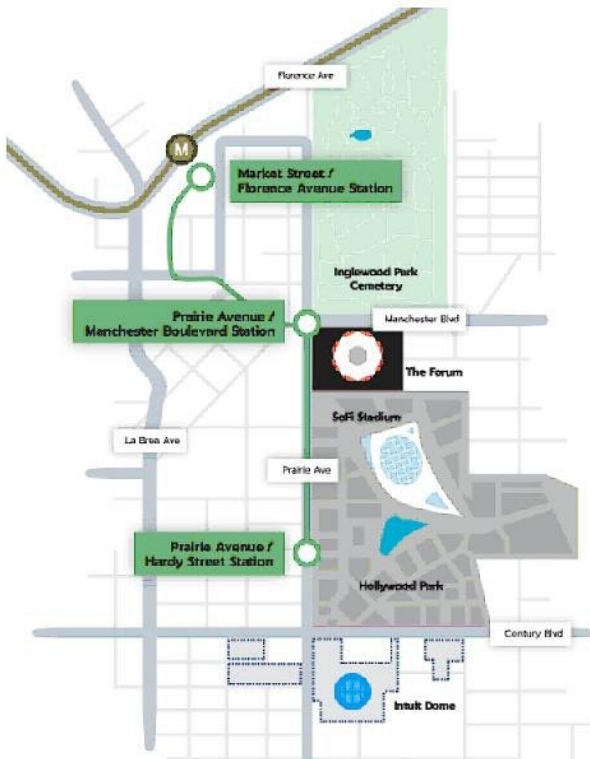 Florence Ave
M
Market Street /
Florence Avenue Station
Inglewood Park
Cemetery
Prairie Avenue /
Manchester Boulevard Station
Manchester Blvd
The Forum
SoFi Stadium
La Brea Ave
Prairie Ave
Prairie Avenue /
Hardy Street Station
Hollywood Park
Century Blvd
Intuit Dome